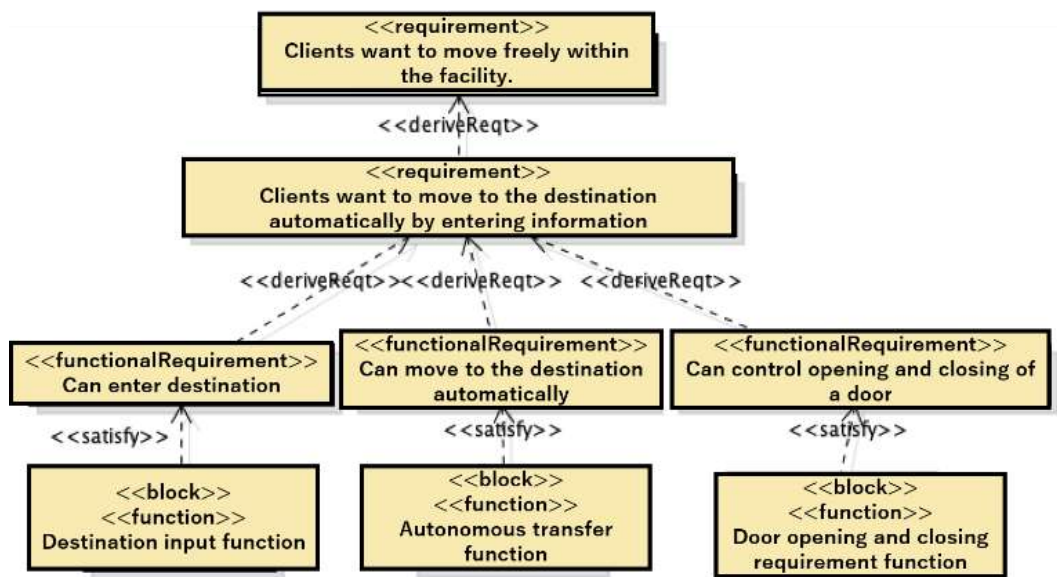 <<requirement>>
Clients want to move freely within
the facility.
<<deriveReqt>>
<<requirement>>
Clients want to move to the destination
automatically by entering information
<<deriveReqt>> <<deriveReqt>> <<deriveReqt>>
<<functionalRequirement>>
Can enter destination
<<functionalRequirement>>
Can move to the destination
automatically
<<functionalRequirement>>
Can control opening and closing of
a door
<<satisfy>> <<satisfy>> <<satisfy>>
<<block>>
<<function>>
Destination input function
<<block>>
<<function>>
Autonomous transfer
function
<<block>>
<<function>>
Door opening and closing
requirement function